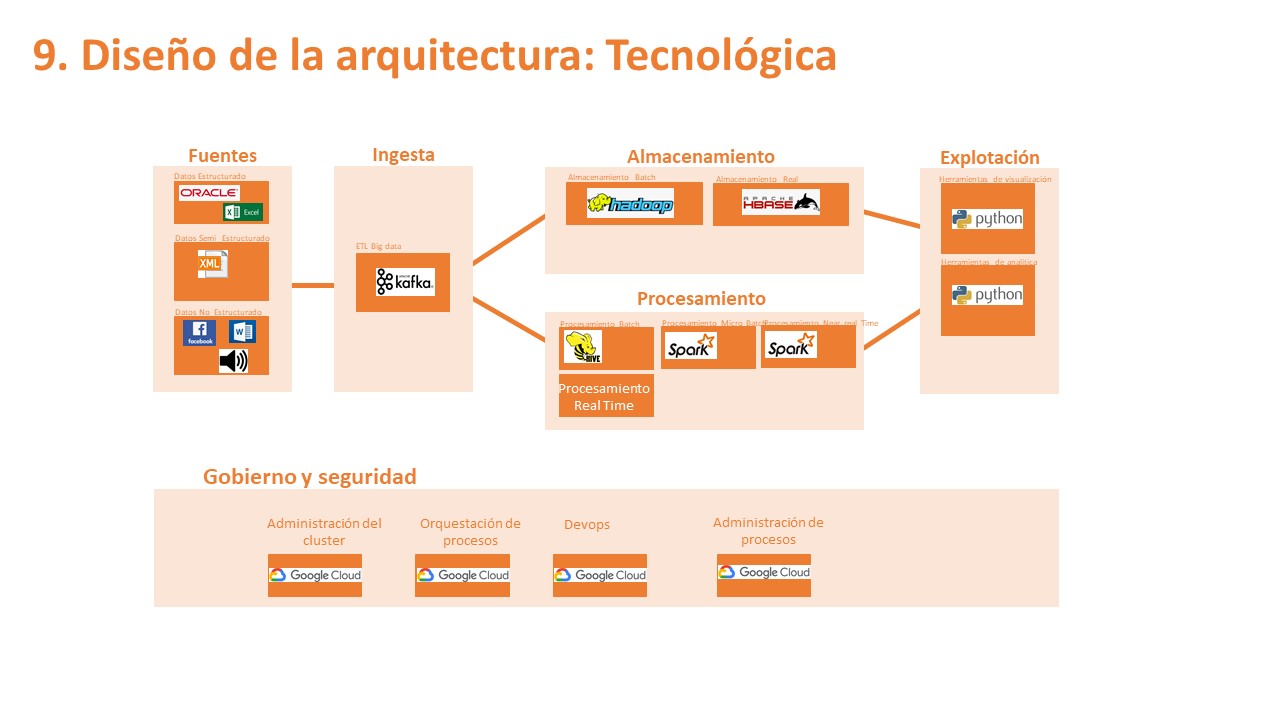 9. Diseño de la arquitectura: Tecnológica
Fuentes
Datos Estructurado
ORACLE
Excel
Datos Semi Estructurado
XML
Datos No Estructurado
facebook
W
Ingesta
ETL Big data
APACHE
kafka
Almacenamiento
Almacenamiento Batch
hadoop
Almacenamiento Real
APACHE
HBASE
Procesamiento
Procesamiento Batch
HIVE
Procesamiento Micro Batch
Spark
Procesamiento Near real Time
Spark
Procesamiento
Real Time
Explotación
Herramientas de visualización
python
Herramientas de analítica
python
Gobierno y seguridad
Administración del
cluster
Google Cloud
Orquestación de
procesos
Google Cloud
Devops
Google Cloud
Administración de
procesos
Google Cloud